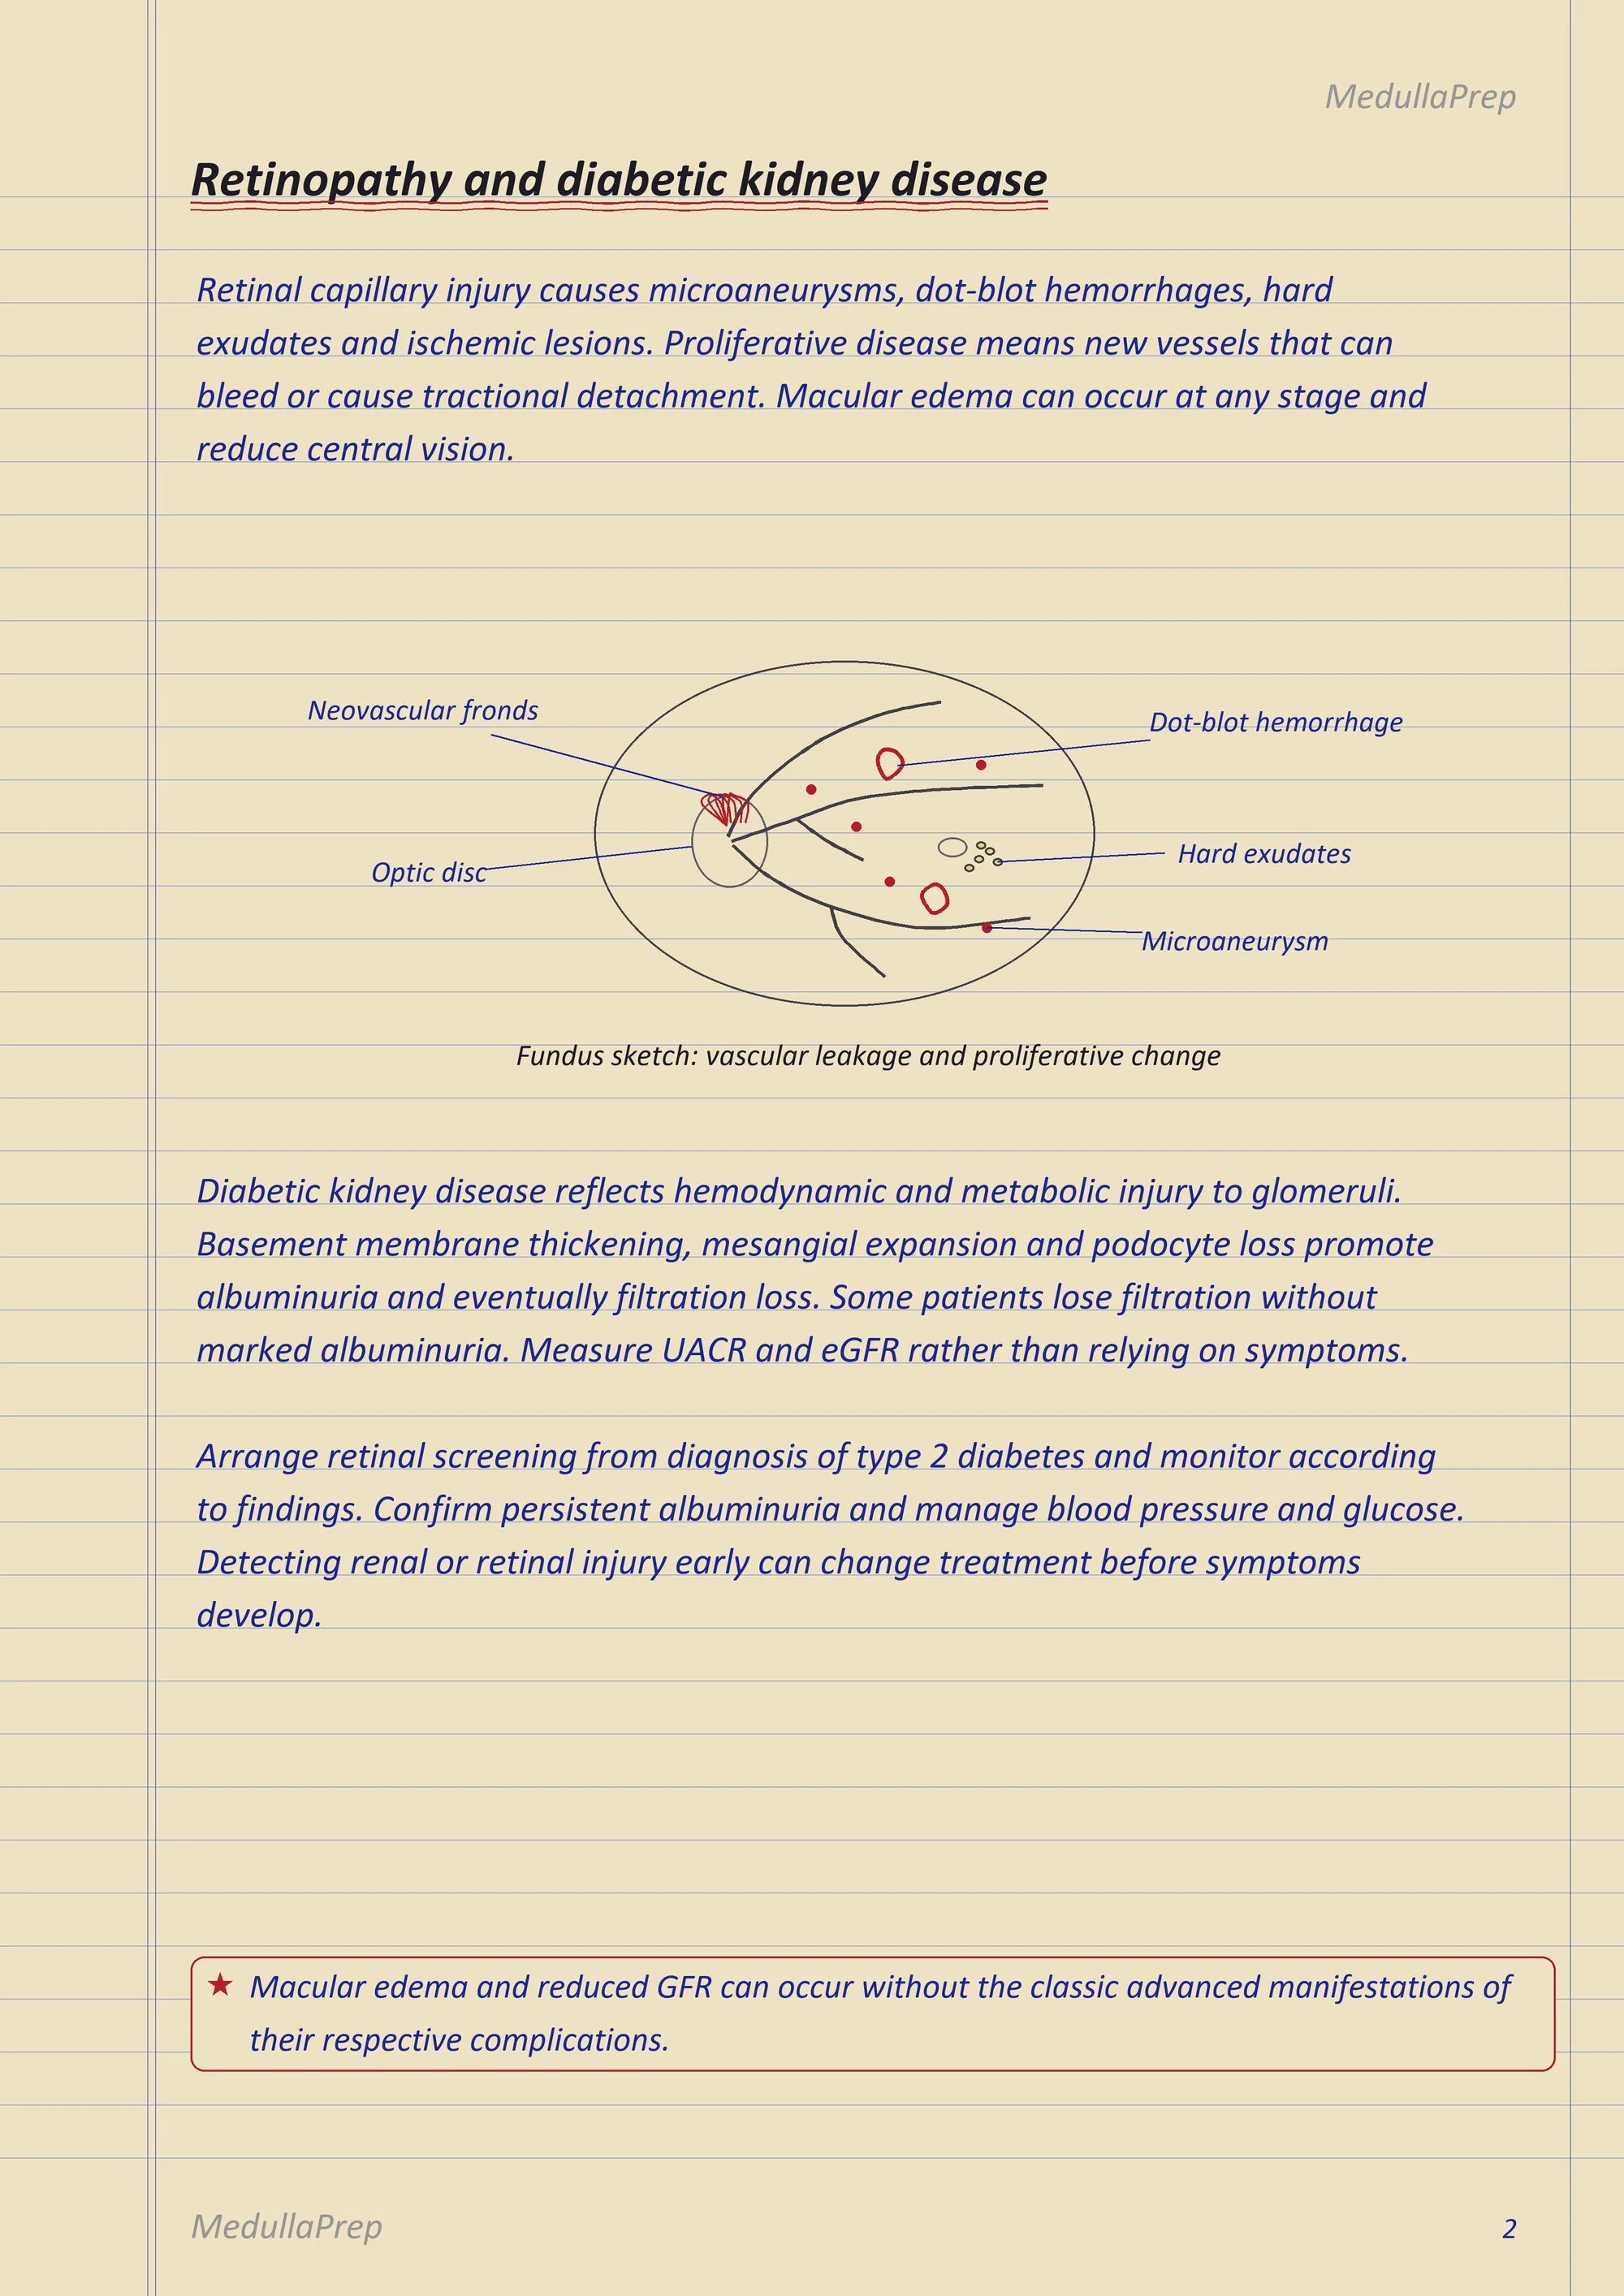 MedullaPrep
Retinopathy and diabetic kidney disease
Retinal capillary injury causes microaneurysms, dot-blot hemorrhages, hard
exudates and ischemic lesions. Proliferative disease means new vessels that can
bleed or cause tractional detachment. Macular edema can occur at any stage and
reduce central vision.
Neovascular fronds
Dot-blot hemorrhage
Optic disc
Hard exudates
Microaneurysm
Fundus sketch: vascular leakage and proliferative change
Diabetic kidney disease reflects hemodynamic and metabolic injury to glomeruli.
Basement membrane thickening, mesangial expansion and podocyte loss promote
albuminuria and eventually filtration loss. Some patients lose filtration without
marked albuminuria. Measure UACR and eGFR rather than relying on symptoms.
Arrange retinal screening from diagnosis of type 2 diabetes and monitor according
to findings. Confirm persistent albuminuria and manage blood pressure and glucose.
Detecting renal or retinal injury early can change treatment before symptoms
develop.
★ Macular edema and reduced GFR can occur without the classic advanced manifestations of
their respective complications.
MedullaPrep
2